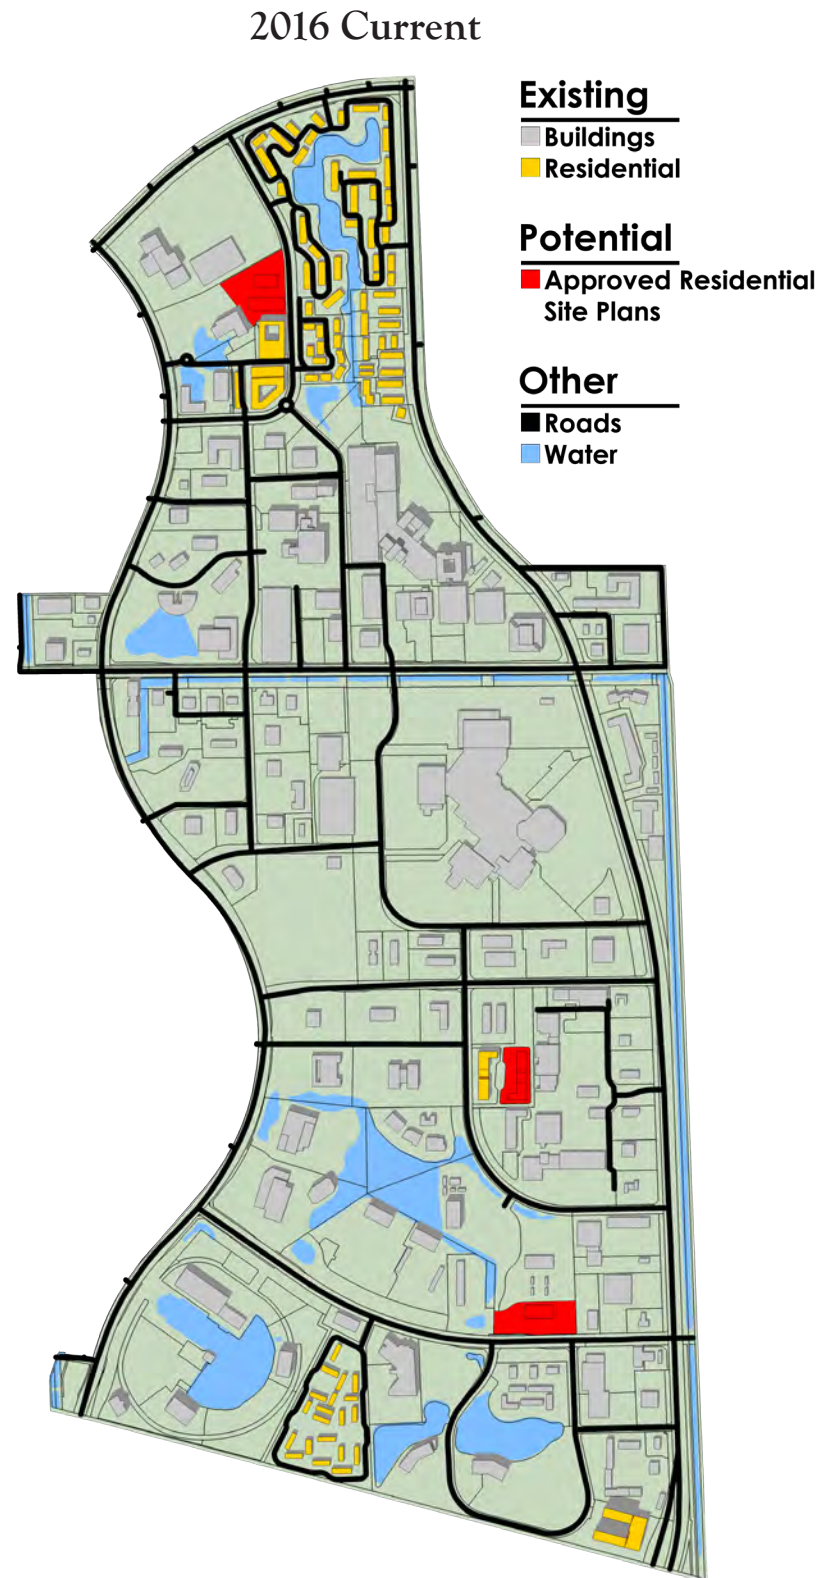 2016 Current
Existing
Buildings
Residential
Potential
Approved Residential
Site Plans
Other
Roads
Water